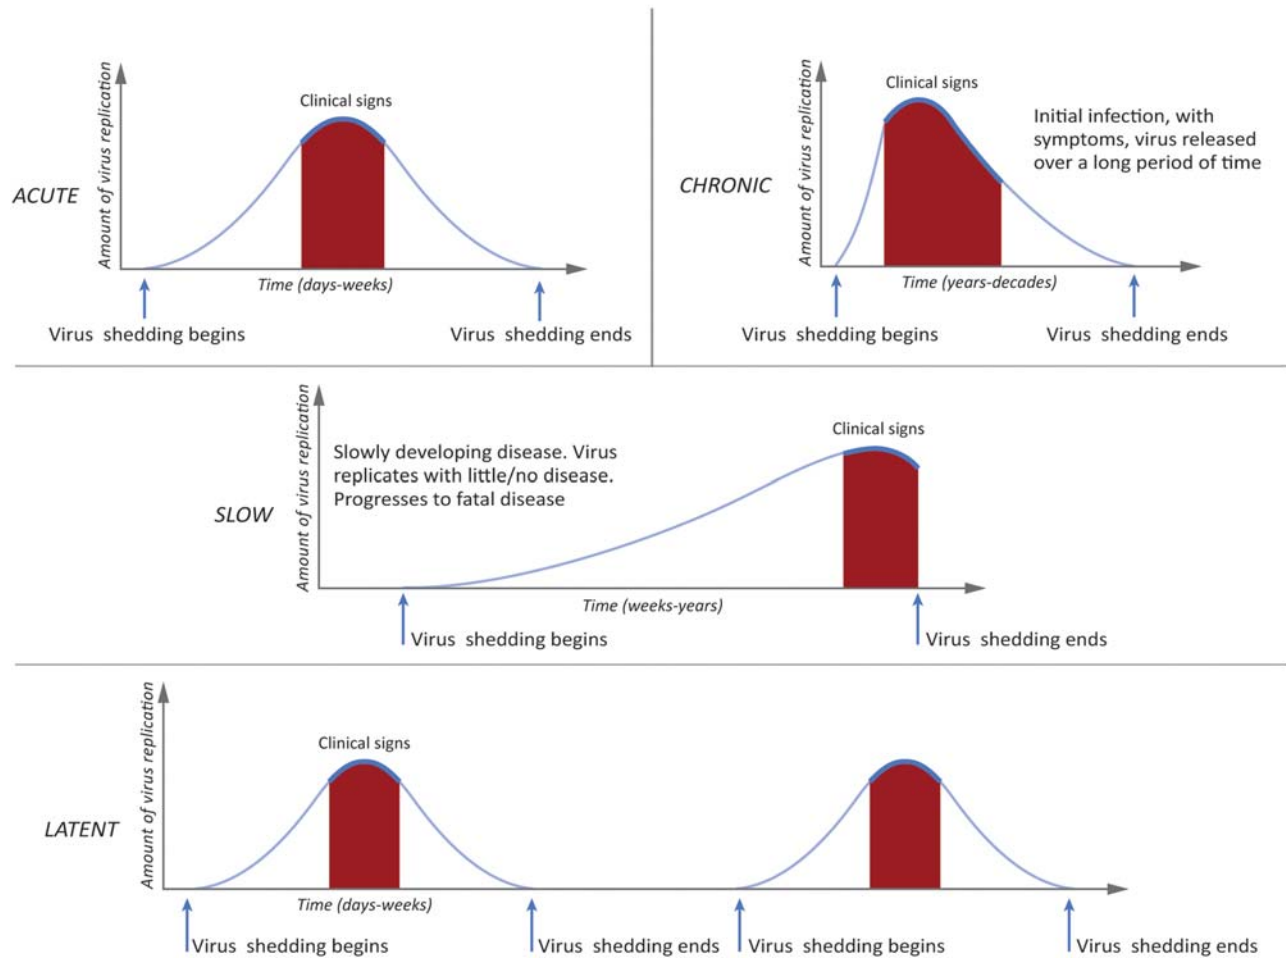 ACUTE
Amount of virus replication
Clinical signs
Time (days-weeks)
Virus shedding begins
Virus shedding ends
CHRONIC
Amount of virus replication
Clinical signs
Initial infection, with
symptoms, virus released
over a long period of time
Time (years-decades)
Virus shedding begins
Virus shedding ends
SLOW
Amount of virus replication
Slowly developing disease. Virus
replicates with little/no disease.
Progresses to fatal disease
Clinical signs
Time (weeks-years)
Virus shedding begins
Virus shedding ends
LATENT
Amount of virus replication
Clinical signs
Time (days-weeks)
Virus shedding begins
Virus shedding ends
Virus shedding begins
Virus shedding ends